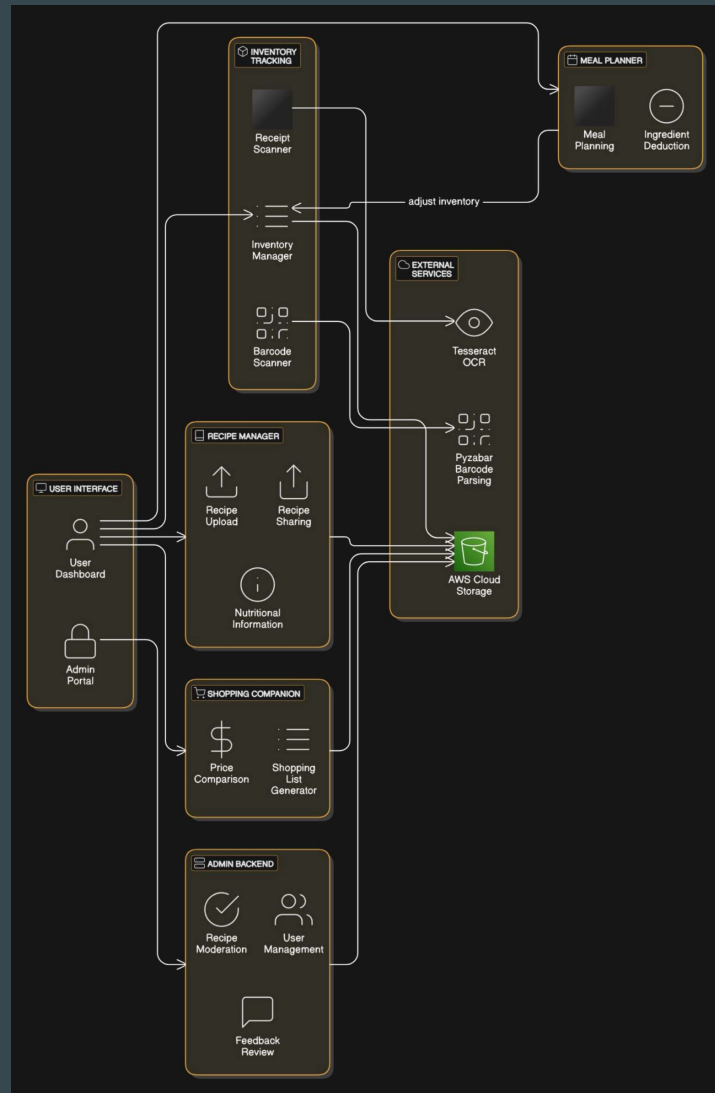 INVENTORY
TRACKING
Receipt
Scanner
Inventory
Manager
Barcode
Scanner
MEAL PLANNER
Meal
Planning
Ingredient
Deduction
adjust inventory
EXTERNAL
SERVICES
Tesseract
OCR
Pyzabar
Barcode
Parsing
AWS Cloud
Storage
RECIPE MANAGER
Recipe
Upload
Recipe
Sharing
Nutritional
Information
USER INTERFACE
User
Dashboard
Admin
Portal
SHOPPING COMPANION
Price
Comparison
Shopping
List
Generator
ADMIN BACKEND
Recipe
Moderation
User
Management
Feedback
Review